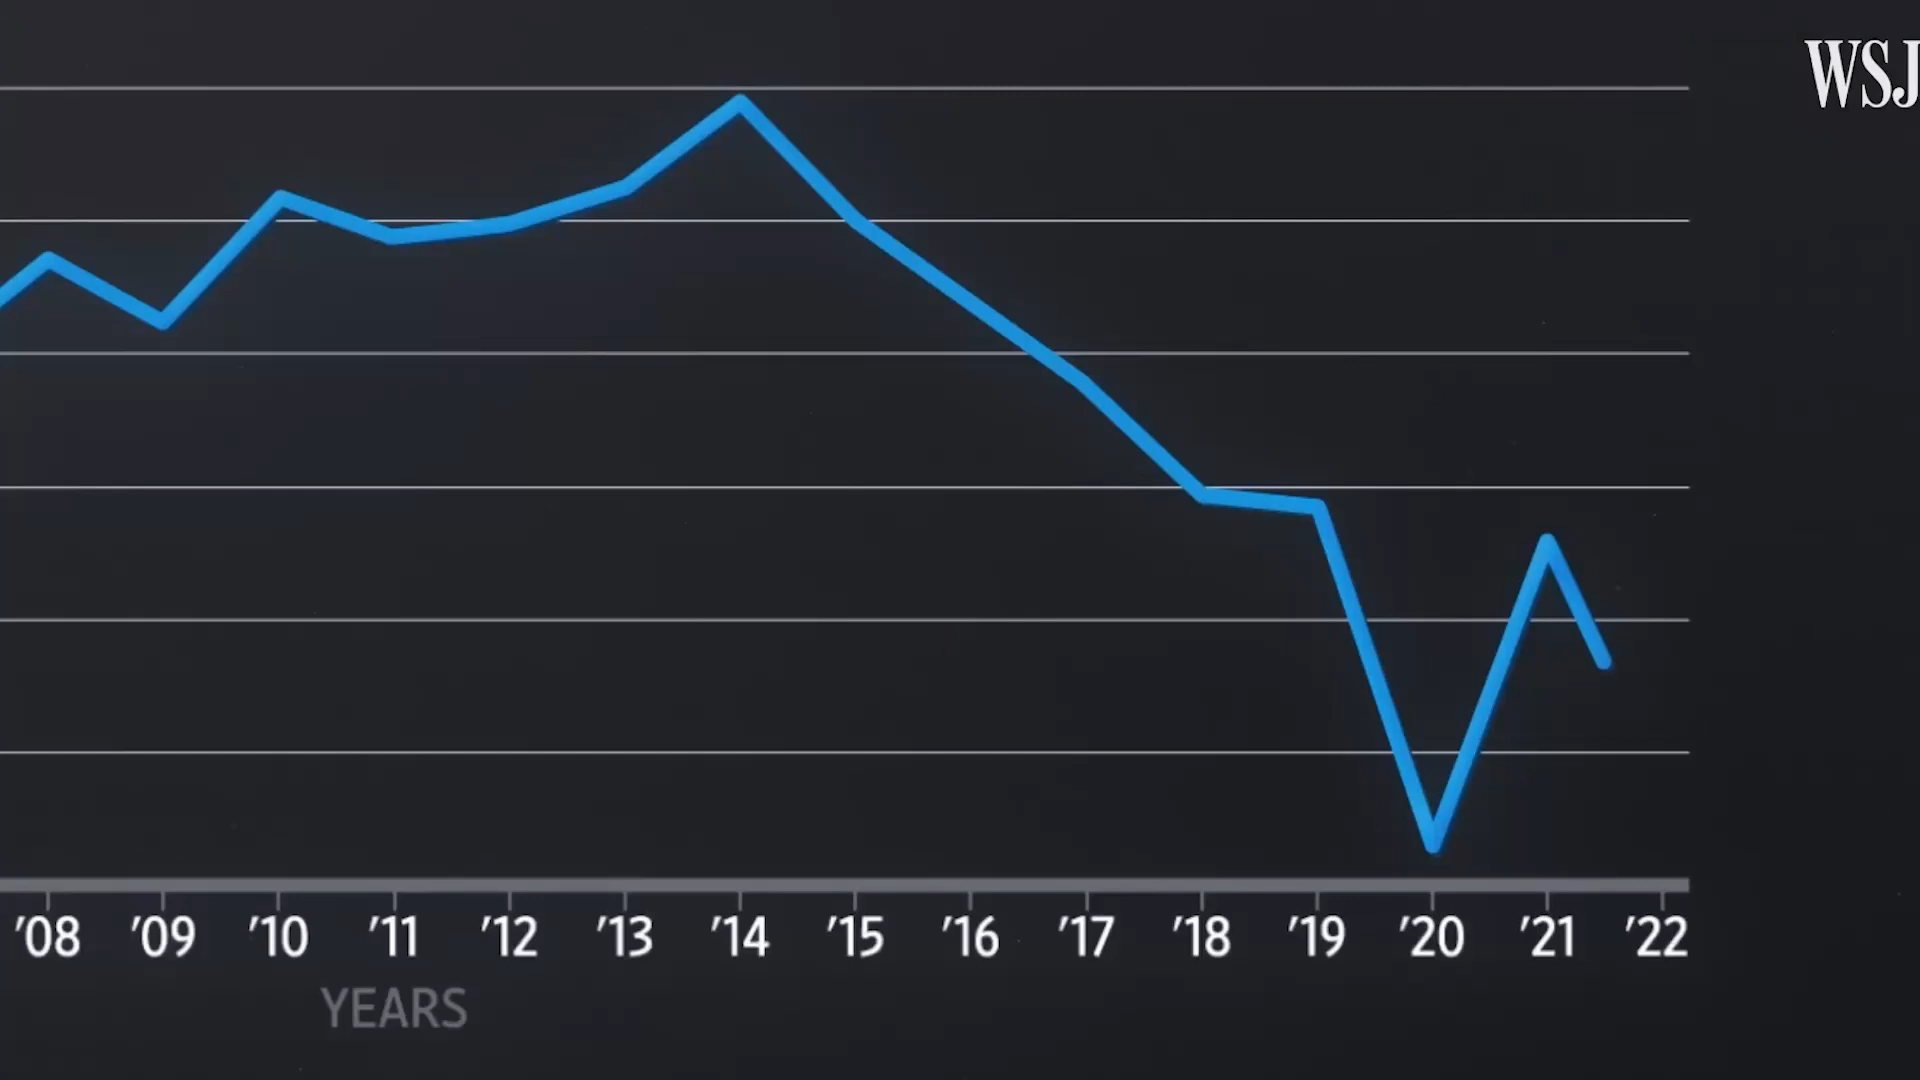 WSJ
’08 ’09 ’10 ’11 ’12 ’13 ’14 ’15 ’16 ’17 ’18 ’19 ’20 ’21 ’22
YEARS